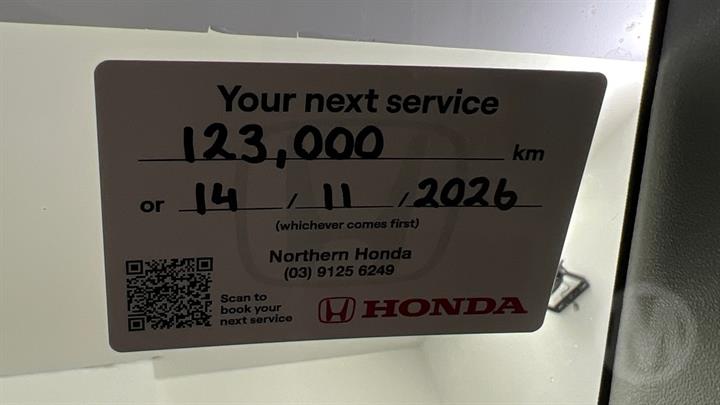 Your next service
123,000 km
or 14 / 11 / 2026
(whichever comes first)
Northern Honda
(03) 9125 6249
Scan to
book your
next service
HONDA